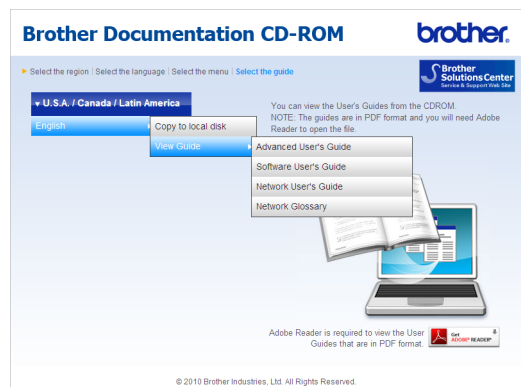 Brother Documentation CD-ROM
brother®
Select the region | Select the language | Select the menu | Select the guide
Brother
SolutionsCenter
Service & Support Web Site
U.S.A. / Canada / Latin America
English
Copy to local disk
View Guide
Advanced User's Guide
Software User's Guide
Network User's Guide
Network Glossary
You can view the User's Guides from the CDROM.
NOTE: The guides are in PDF format and you will need Adobe
Reader to open the file.
Adobe Reader is required to view the User
Guides that are in PDF format.
Get
ADOBE® READER®
© 2010 Brother Industries, Ltd. All Rights Reserved.